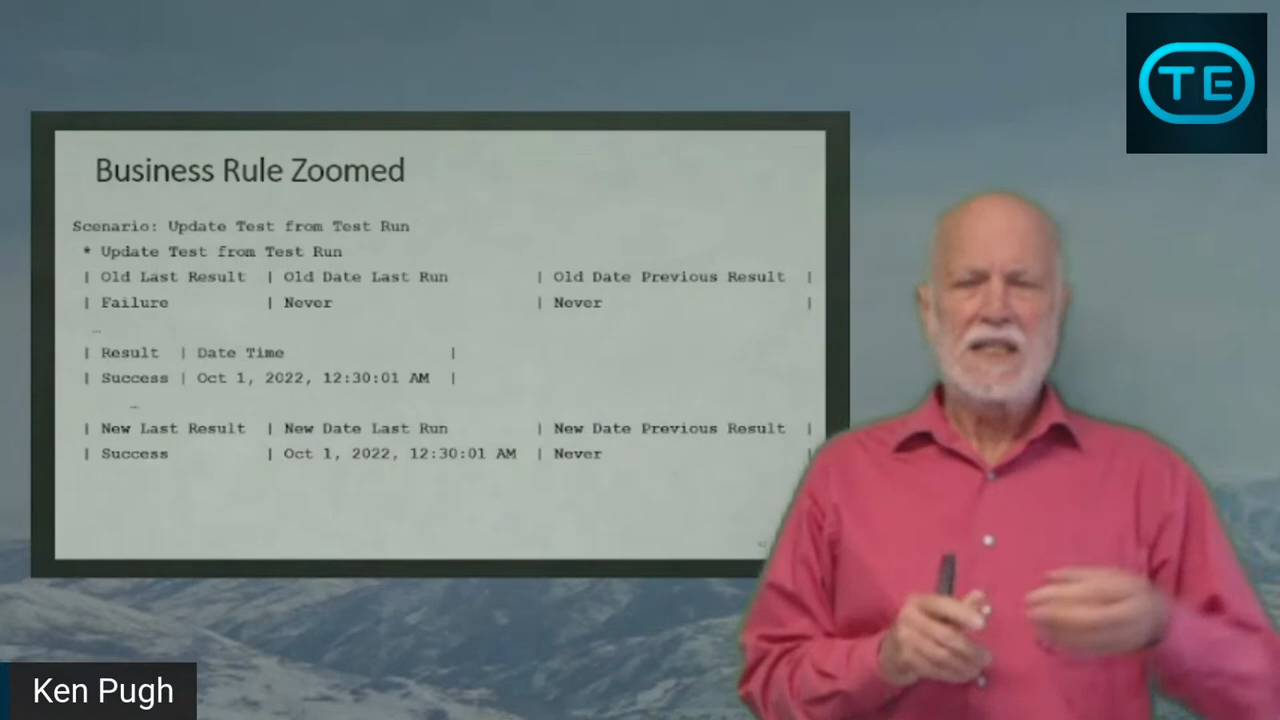 TE
Business Rule Zoomed
Scenario: Update Test from Test Run
* Update Test from Test Run
| Old Last Result | Old Date Last Run | Old Date Previous Result |
| Failure | Never | Never |
…
| Result | Date Time |
| Success | Oct 1, 2022, 12:30:01 AM |
…
| New Last Result | New Date Last Run | New Date Previous Result |
| Success | Oct 1, 2022, 12:30:01 AM | Never |
Ken Pugh